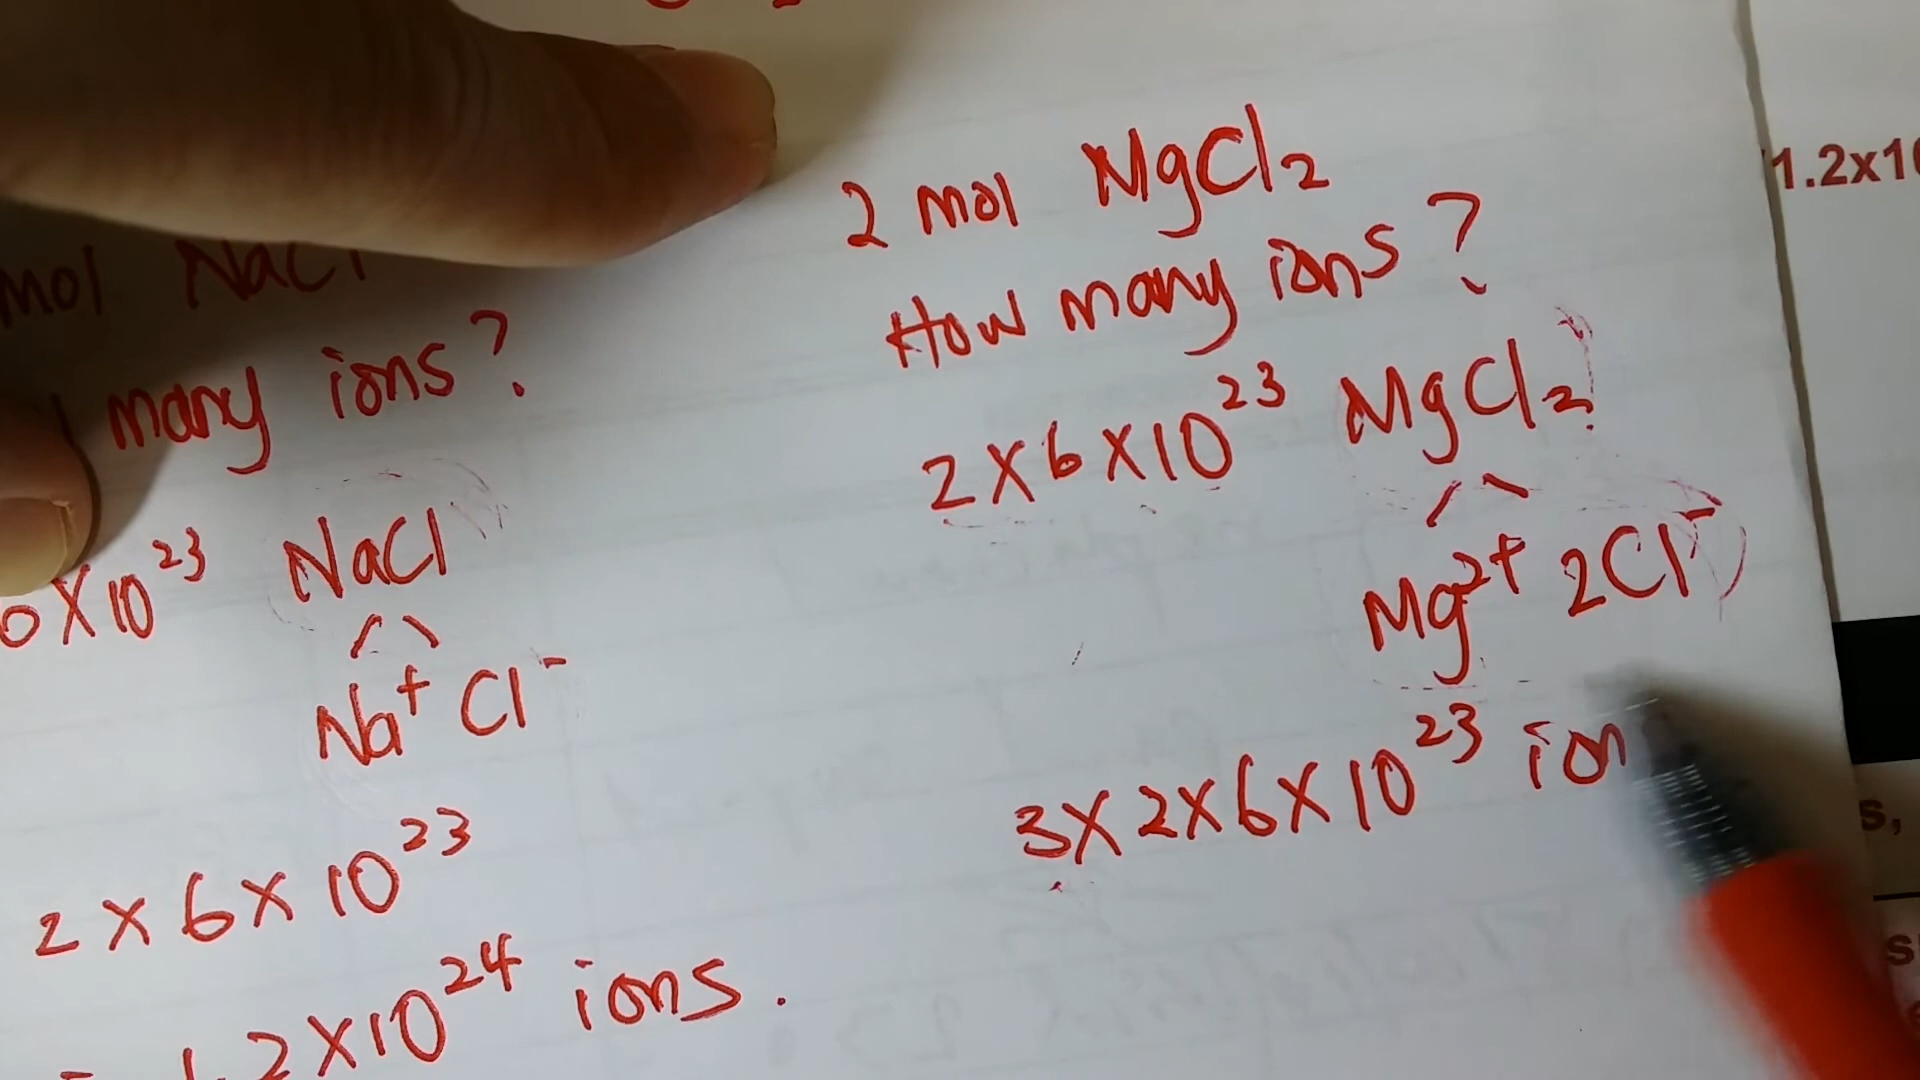 mol NaCl
many ions?
0X10²³ NaCl
Na⁺ Cl⁻
2 X 6 X 10²³
1.2X10²⁴ ions.
2 mol MgCl₂
How many ions?
2X6X10²³ MgCl₂
Mg²⁺ 2Cl⁻
3X2X6X10²³ ion
1.2x10
s,
s